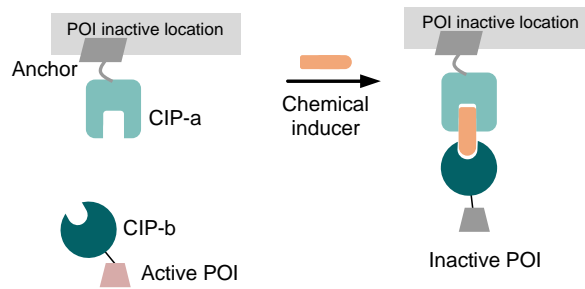 POI inactive location
Anchor
CIP-a
CIP-b
Active POI
Chemical
inducer
POI inactive location
Inactive POI